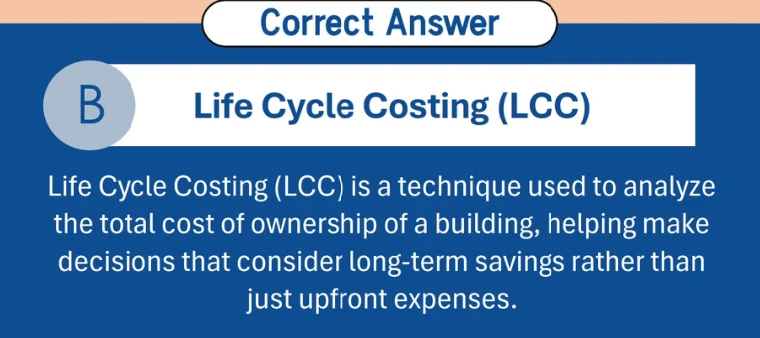 Correct Answer
B
Life Cycle Costing (LCC)
Life Cycle Costing (LCC) is a technique used to analyze
the total cost of ownership of a building, helping make
decisions that consider long-term savings rather than
just upfront expenses.